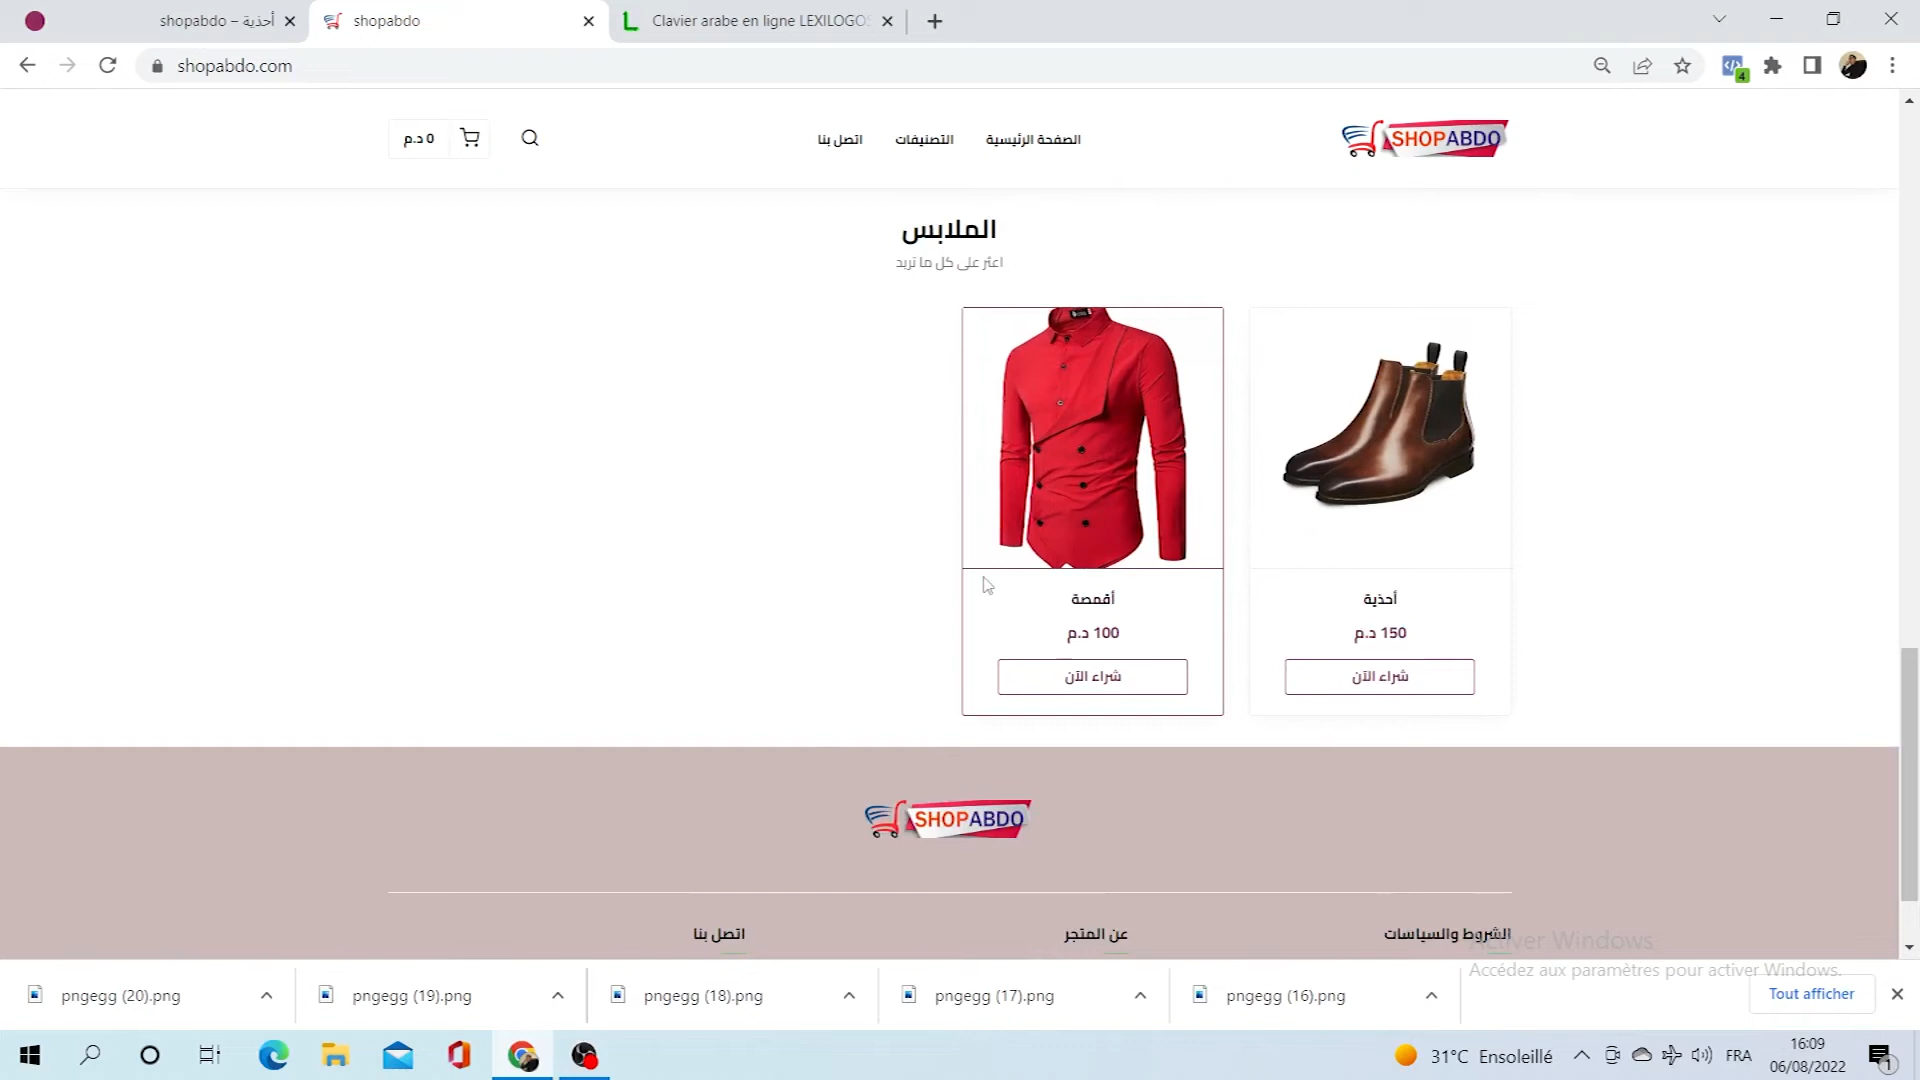 shopabdo – أحذية
shopabdo
Clavier arabe en ligne LEXILOGOS
shopabdo.com
4
SHOPABDO
الصفحة الرئيسية
التصنيفات
اتصل بنا
0 د.م
الملابس
اعثر على كل ما تريد
أحذية
150 د.م
شراء الآن
أقمصة
100 د.م
شراء الآن
SHOPABDO
الشروط والسياسات
عن المتجر
اتصل بنا
Activer Windows
Accédez aux paramètres pour activer Windows.
pngegg (20).png
pngegg (19).png
pngegg (18).png
pngegg (17).png
pngegg (16).png
Tout afficher
31°C Ensoleillé
FRA
16:09
06/08/2022
1